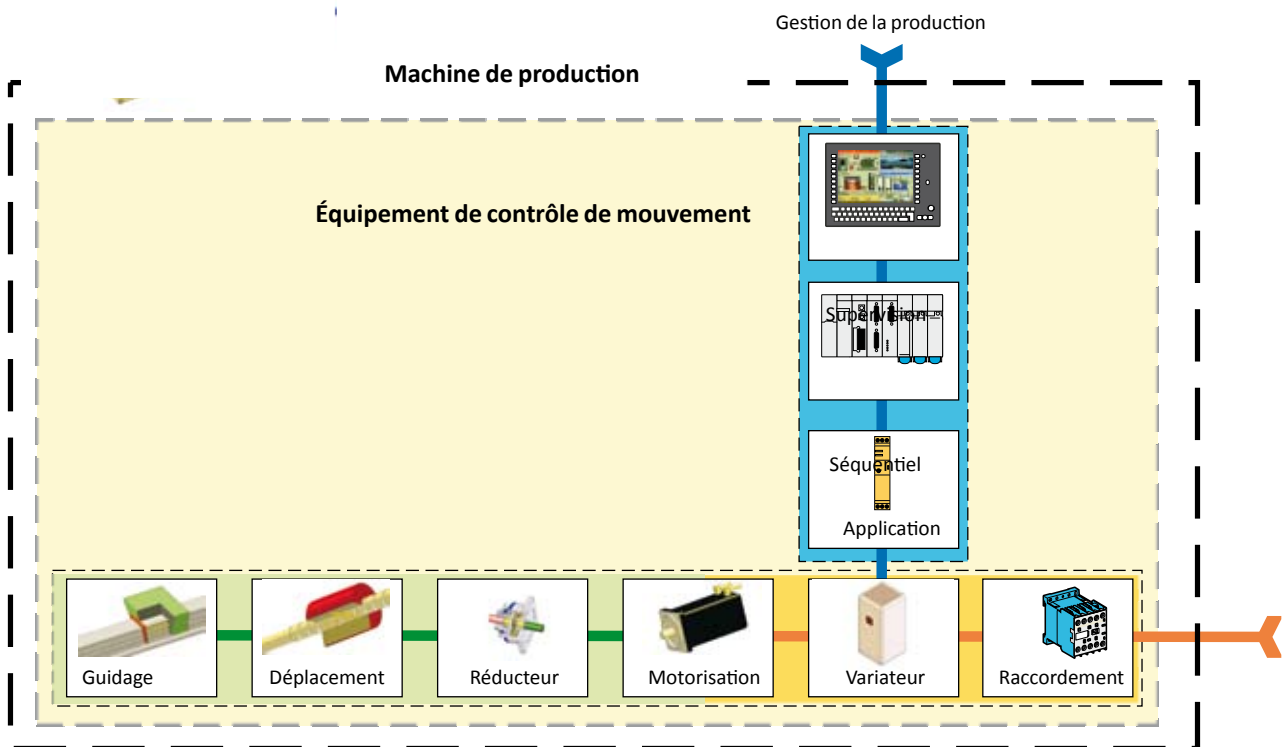 Gestion de la production
Machine de production
Équipement de contrôle de mouvement
Supervision
Séquentiel
Application
Guidage
Déplacement
Réducteur
Motorisation
Variateur
Raccordement